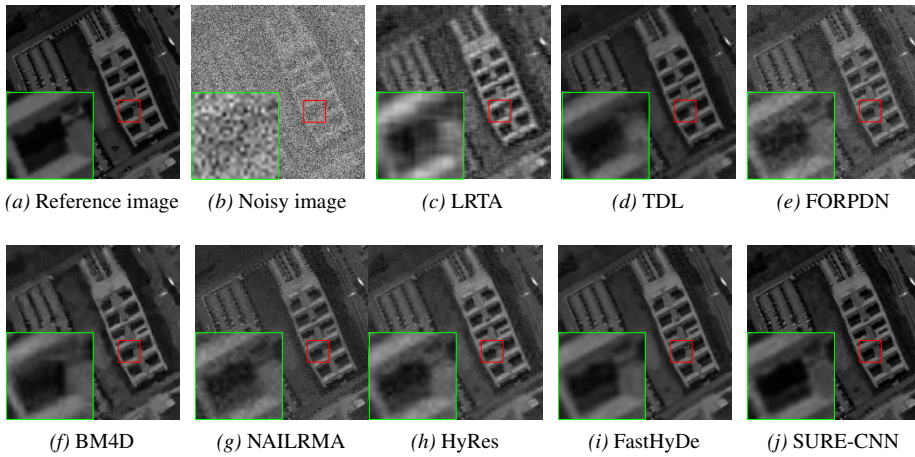 (a) Reference image (b) Noisy image (c) LRTA (d) TDL (e) FORPDN
(f) BM4D (g) NAILRMA (h) HyRes (i) FastHyDe (j) SURE-CNN